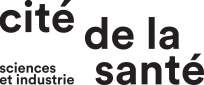 cité
de la
santé
sciences
et industrie